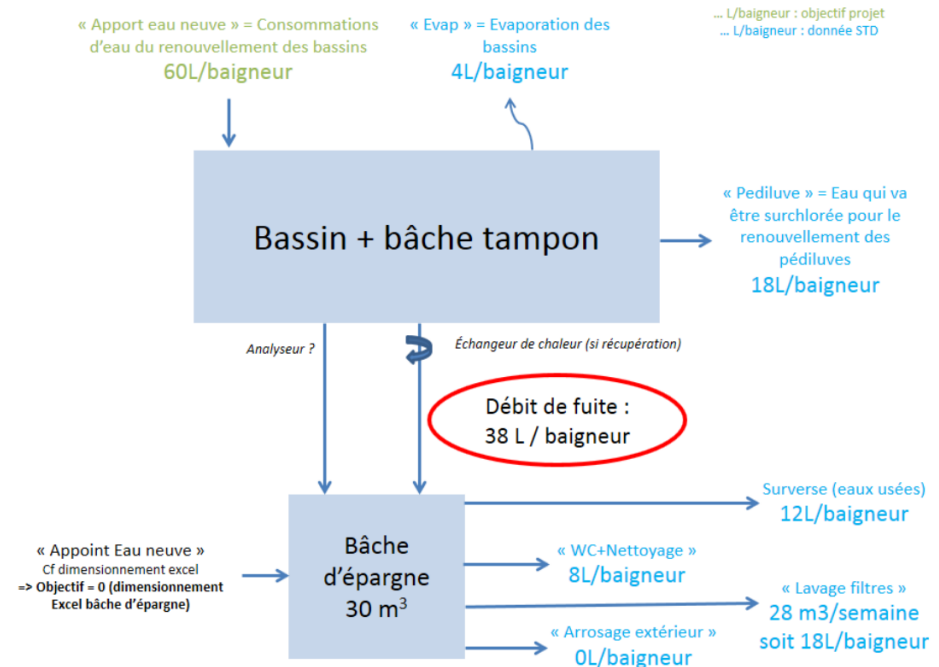 « Apport eau neuve » = Consommations
d'eau du renouvellement des bassins
60L/baigneur
« Evap » = Evaporation des
bassins
4L/baigneur
... L/baigneur : objectif projet
... L/baigneur : donnée STD
Bassin + bâche tampon
« Pediluve » = Eau qui va
être surchlorée pour le
renouvellement des
pédiluves
18L/baigneur
Analyseur ?
Échangeur de chaleur (si récupération)
Débit de fuite :
38 L / baigneur
« Appoint Eau neuve »
Cf dimensionnement excel
=> Objectif = 0 (dimensionnement
Excel bâche d'épargne)
Bâche
d'épargne
30 m³
Surverse (eaux usées)
12L/baigneur
« WC+Nettoyage »
8L/baigneur
« Lavage filtres »
28 m3/semaine
soit 18L/baigneur
« Arrosage extérieur »
0L/baigneur